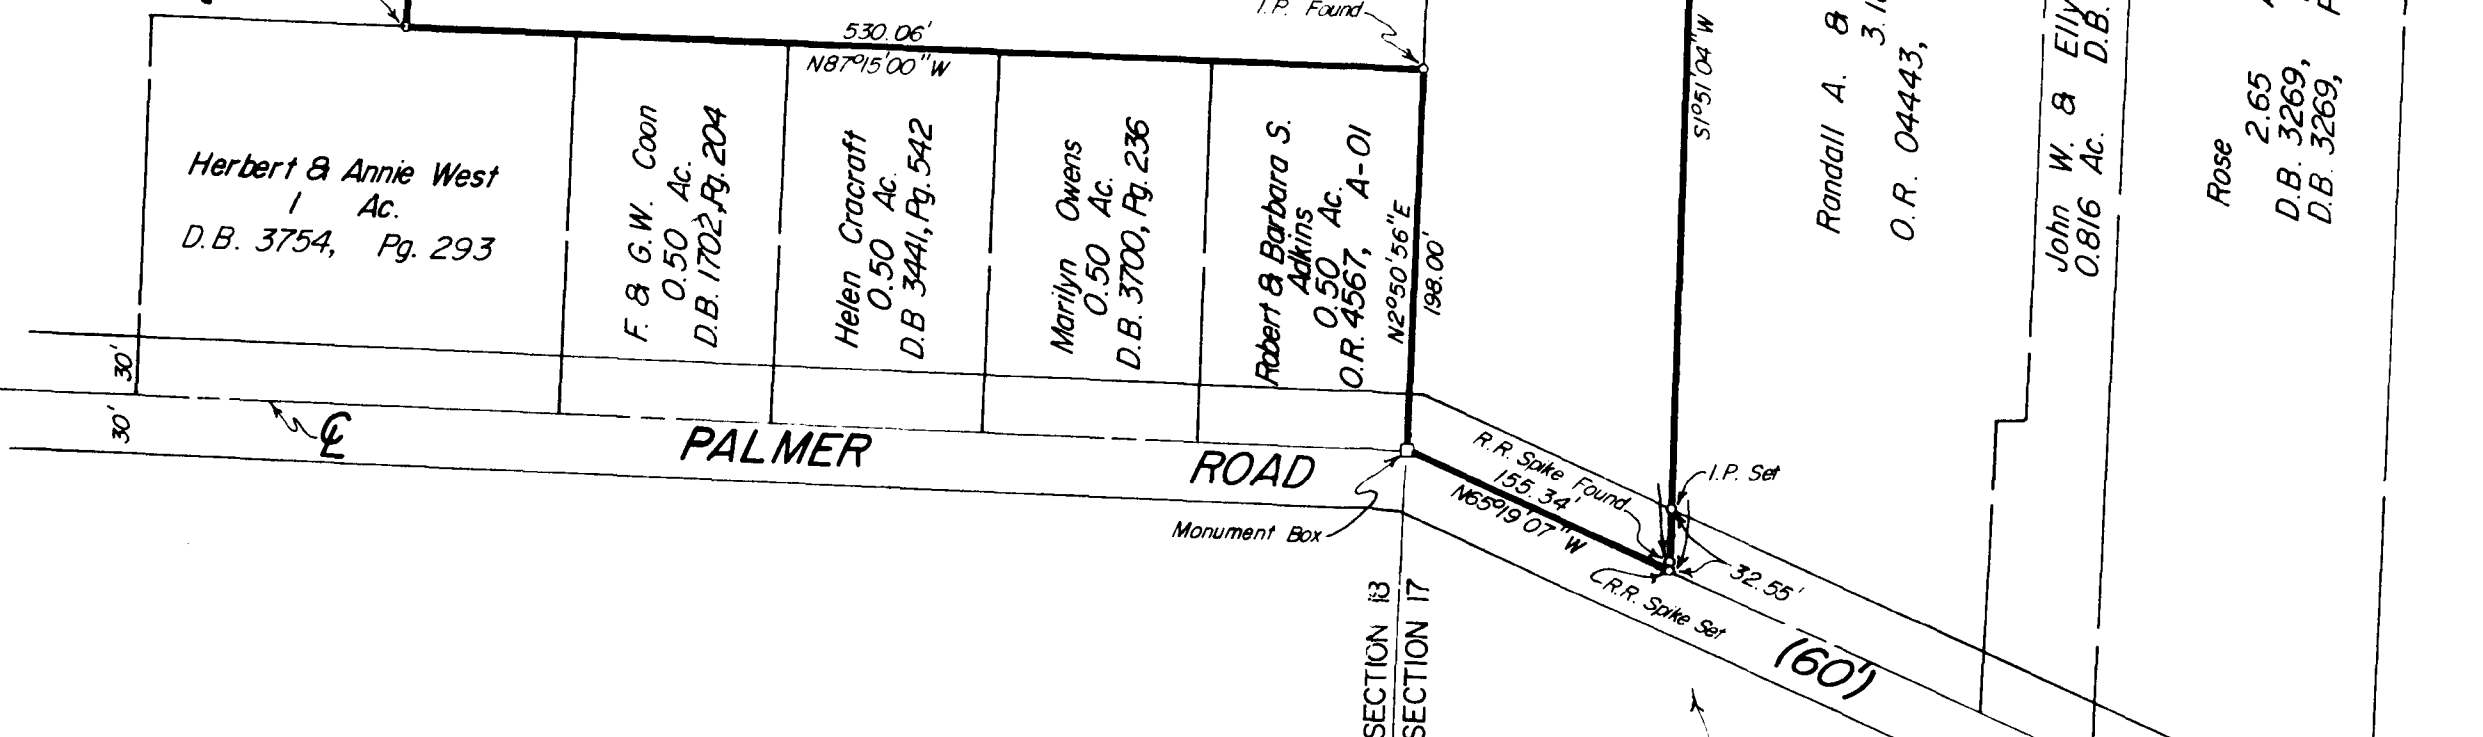 I.P. Found
530.06'
N87°15'00"W
Herbert & Annie West
1 Ac.
D.B. 3754, Pg. 293
F. & G.W. Coon
0.50 Ac.
D.B. 1702, Pg. 204
Helen Cracraft
0.50 Ac.
D.B 3441, Pg. 542
Marilyn Owens
0.50 Ac.
D.B. 3700, Pg. 236
Robert & Barbara S.
Adkins
0.50 Ac.
O.R. 4567, A-01
N2°50'56"E
198.00'
S1°51'04"W
Randall A. &
O.R. 04443,
John W. & Elly
0.816 Ac. D.B.
Rose
2.65
D.B. 3269,
D.B. 3269,
30'
30'
℄
PALMER ROAD
Monument Box
R.R. Spike Found
155.34'
N65°19'07"W
I.P. Set
32.55'
R.R. Spike Set
(60')
SECTION 18
SECTION 17